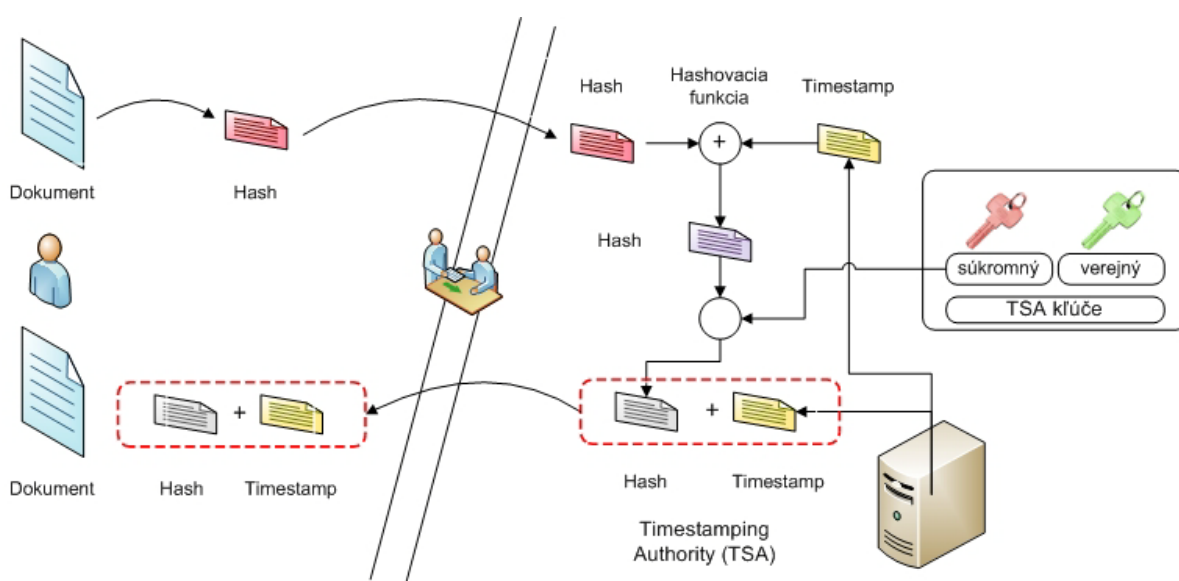 Dokument
Hash
Hash
Hashovacia
funkcia
Timestamp
+
Hash
súkromný
verejný
TSA kľúče
+
+
Dokument
Hash
Timestamp
Hash
Timestamp
Timestamping
Authority (TSA)